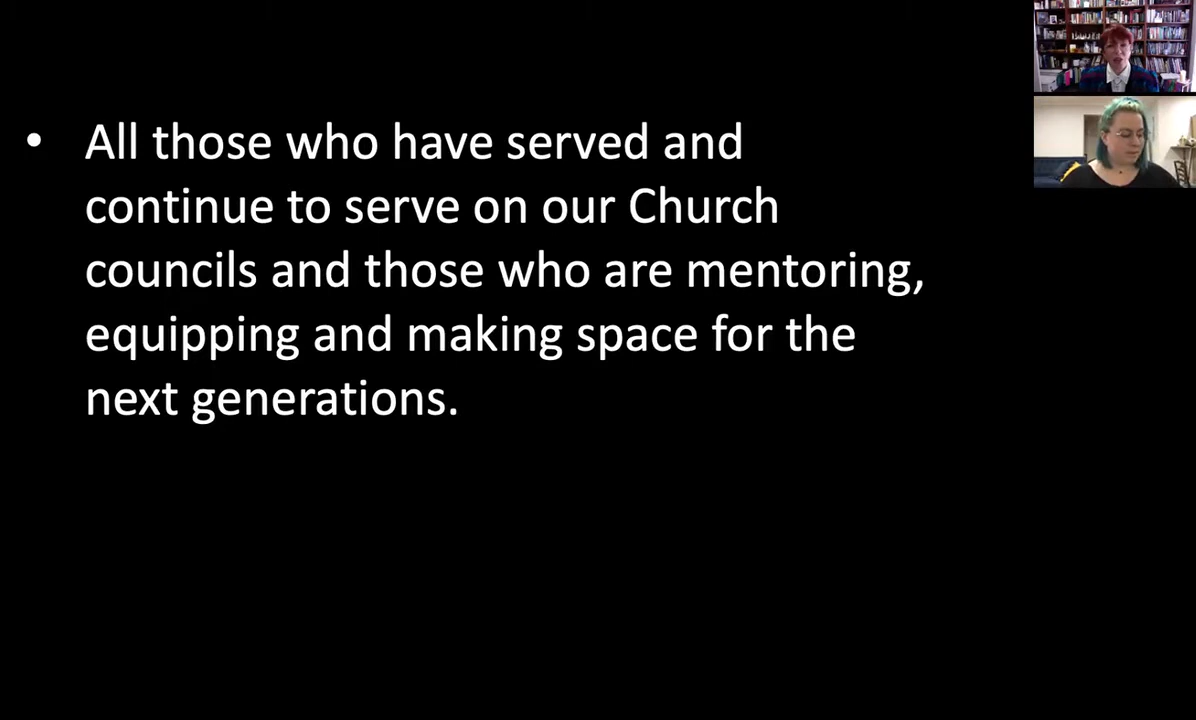 • All those who have served and
continue to serve on our Church
councils and those who are mentoring,
equipping and making space for the
next generations.